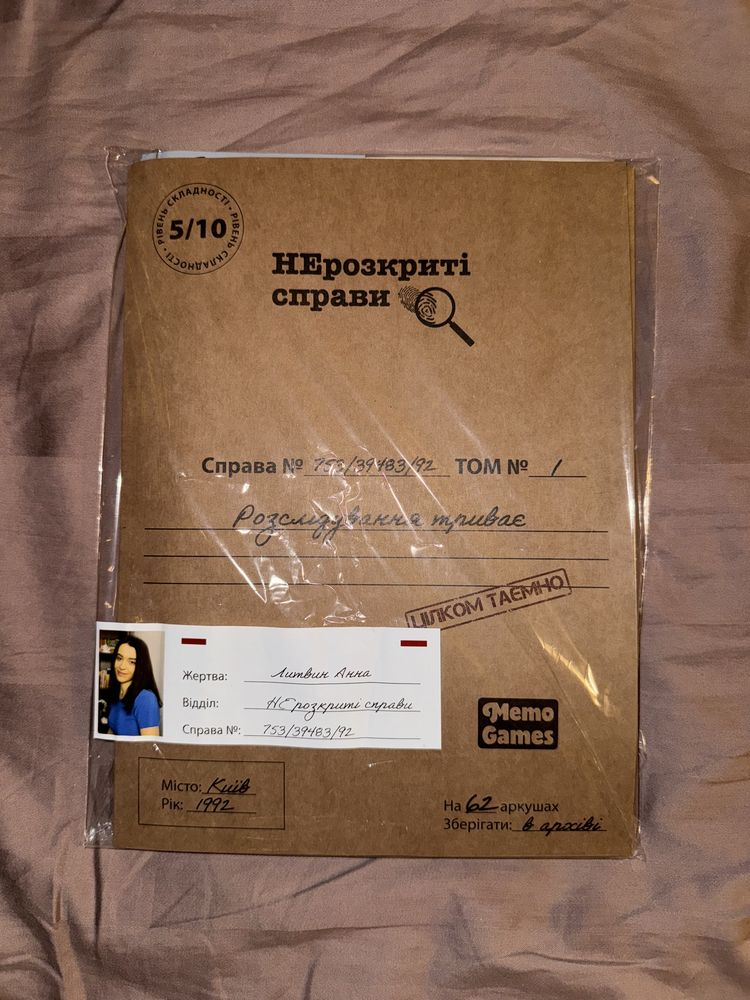 РІВЕНЬ СКЛАДНОСТІ • РІВЕНЬ СКЛАДНОСТІ •
5/10
НЕрозкриті
справи
Справа № 753/39483/92 ТОМ № 1
Розслідування триває
ЦІЛКОМ ТАЄМНО
Жертва: Литвин Анна
Відділ: НЕрозкриті справи
Справа №: 753/39483/92
Memo
Games
Місто: Київ
Рік: 1992
На 62 аркушах
Зберігати: в архіві